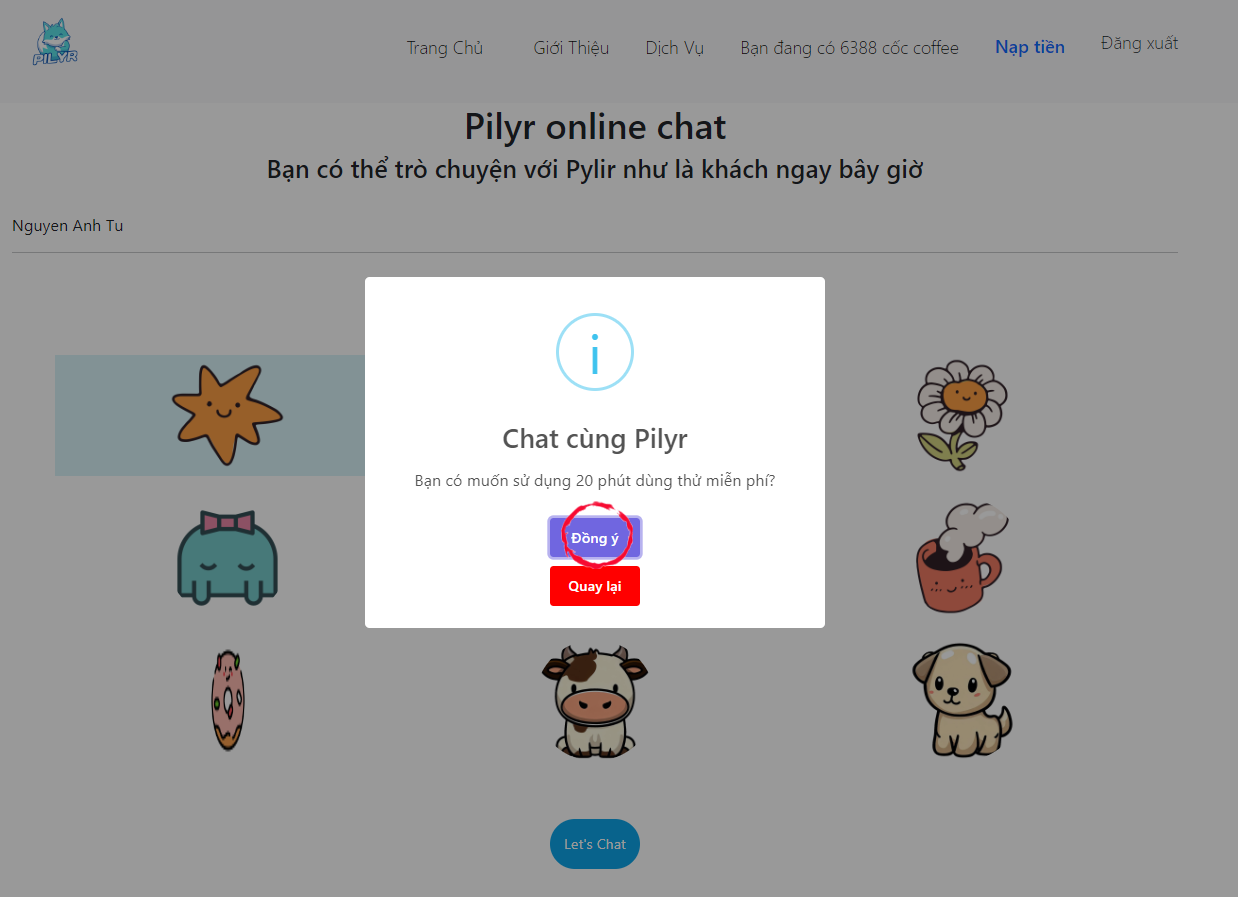 PILYR
Trang Chủ Giới Thiệu Dịch Vụ Bạn đang có 6388 cốc coffee Nạp tiền Đăng xuất
Pilyr online chat
Bạn có thể trò chuyện với Pylir như là khách ngay bây giờ
Nguyen Anh Tu
i
Chat cùng Pilyr
Bạn có muốn sử dụng 20 phút dùng thử miễn phí?
Đồng ý
Quay lại
Let's Chat